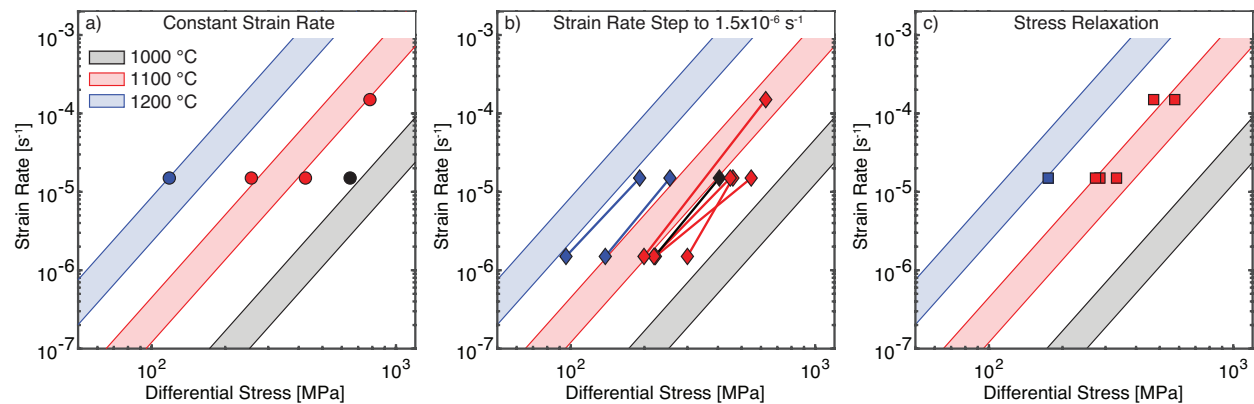 a) Constant Strain Rate
10⁻³
10⁻⁴
10⁻⁵
10⁻⁶
10⁻⁷
Strain Rate [s⁻¹]
1000 °C
1100 °C
1200 °C
10²
10³
Differential Stress [MPa]
b) Strain Rate Step to 1.5x10⁻⁶ s⁻¹
10⁻³
10⁻⁴
10⁻⁵
10⁻⁶
10⁻⁷
Strain Rate [s⁻¹]
10²
10³
Differential Stress [MPa]
c) Stress Relaxation
10⁻³
10⁻⁴
10⁻⁵
10⁻⁶
10⁻⁷
Strain Rate [s⁻¹]
10²
10³
Differential Stress [MPa]